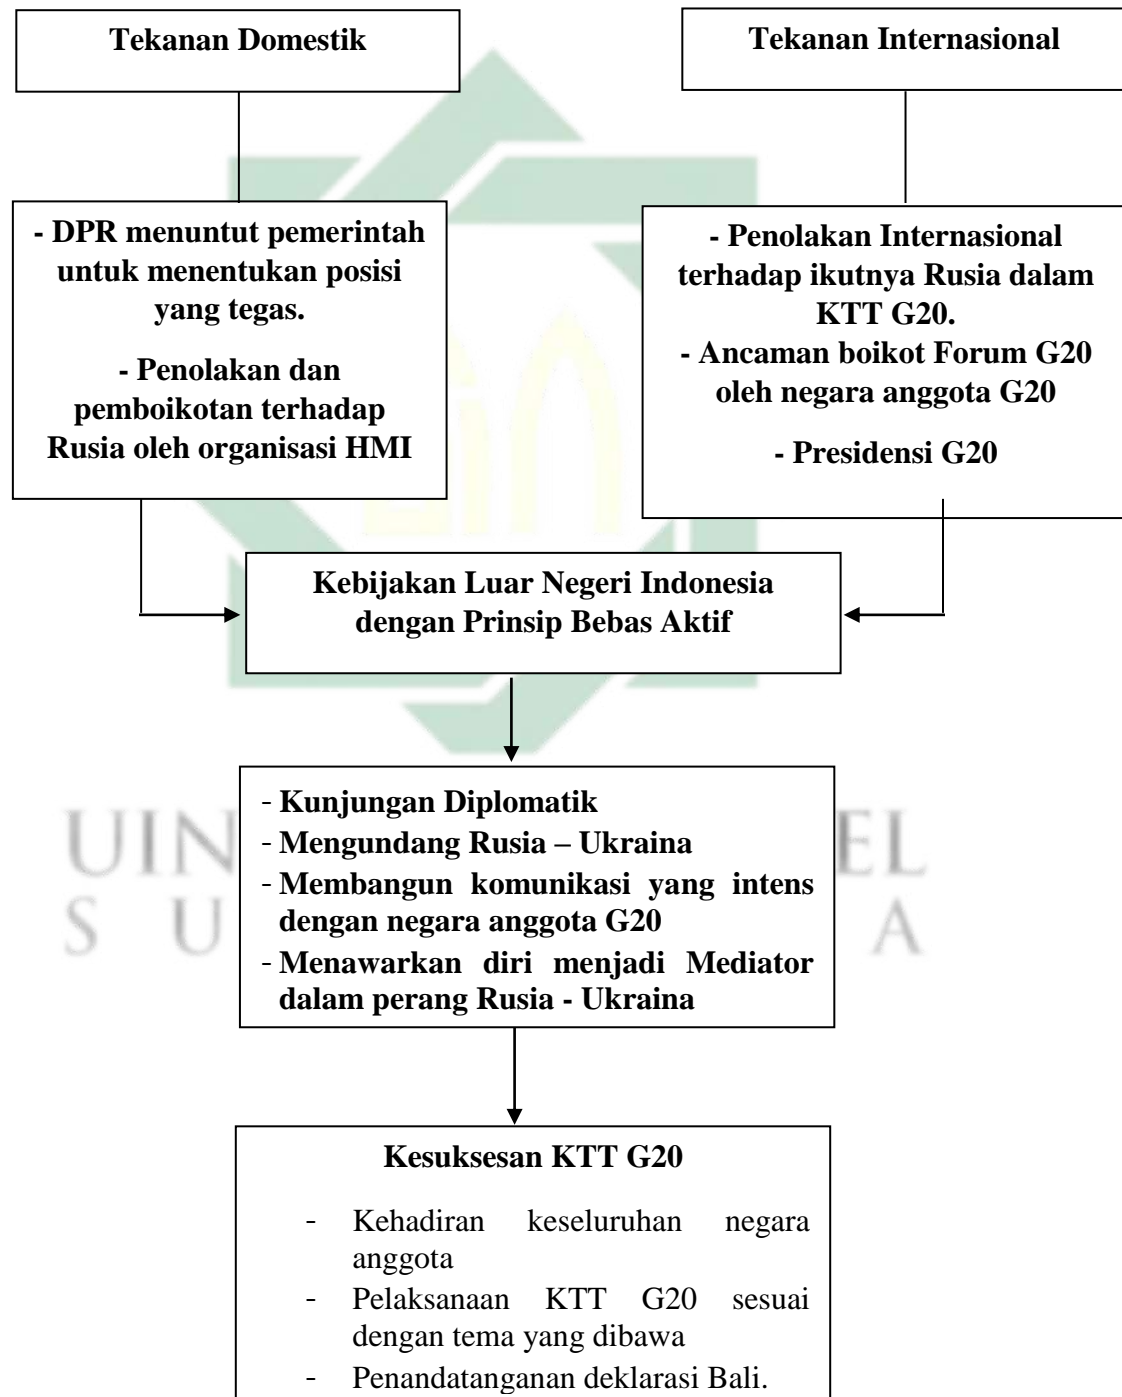 Tekanan Domestik
Tekanan Internasional
- DPR menuntut pemerintah
untuk menentukan posisi
yang tegas.
- Penolakan dan
pemboikotan terhadap
Rusia oleh organisasi HMI
- Penolakan Internasional
terhadap ikutnya Rusia dalam
KTT G20.
- Ancaman boikot Forum G20
oleh negara anggota G20
- Presidensi G20
Kebijakan Luar Negeri Indonesia
dengan Prinsip Bebas Aktif
- Kunjungan Diplomatik
- Mengundang Rusia – Ukraina
- Membangun komunikasi yang intens
dengan negara anggota G20
- Menawarkan diri menjadi Mediator
dalam perang Rusia - Ukraina
UIN
EL
S U
A
Kesuksesan KTT G20
- Kehadiran keseluruhan negara
anggota
- Pelaksanaan KTT G20 sesuai
dengan tema yang dibawa
- Penandatanganan deklarasi Bali.